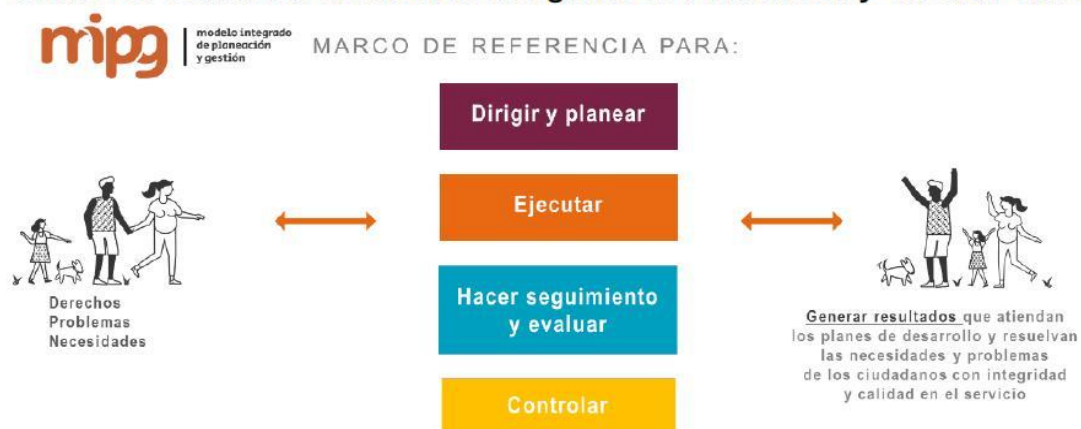 mipg
modelo integrado
de planeación
y gestión
MARCO DE REFERENCIA PARA:
Dirigir y planear
Ejecutar
Hacer seguimiento
y evaluar
Controlar
Derechos
Problemas
Necesidades
Generar resultados que atiendan
los planes de desarrollo y resuelvan
las necesidades y problemas
de los ciudadanos con integridad
y calidad en el servicio